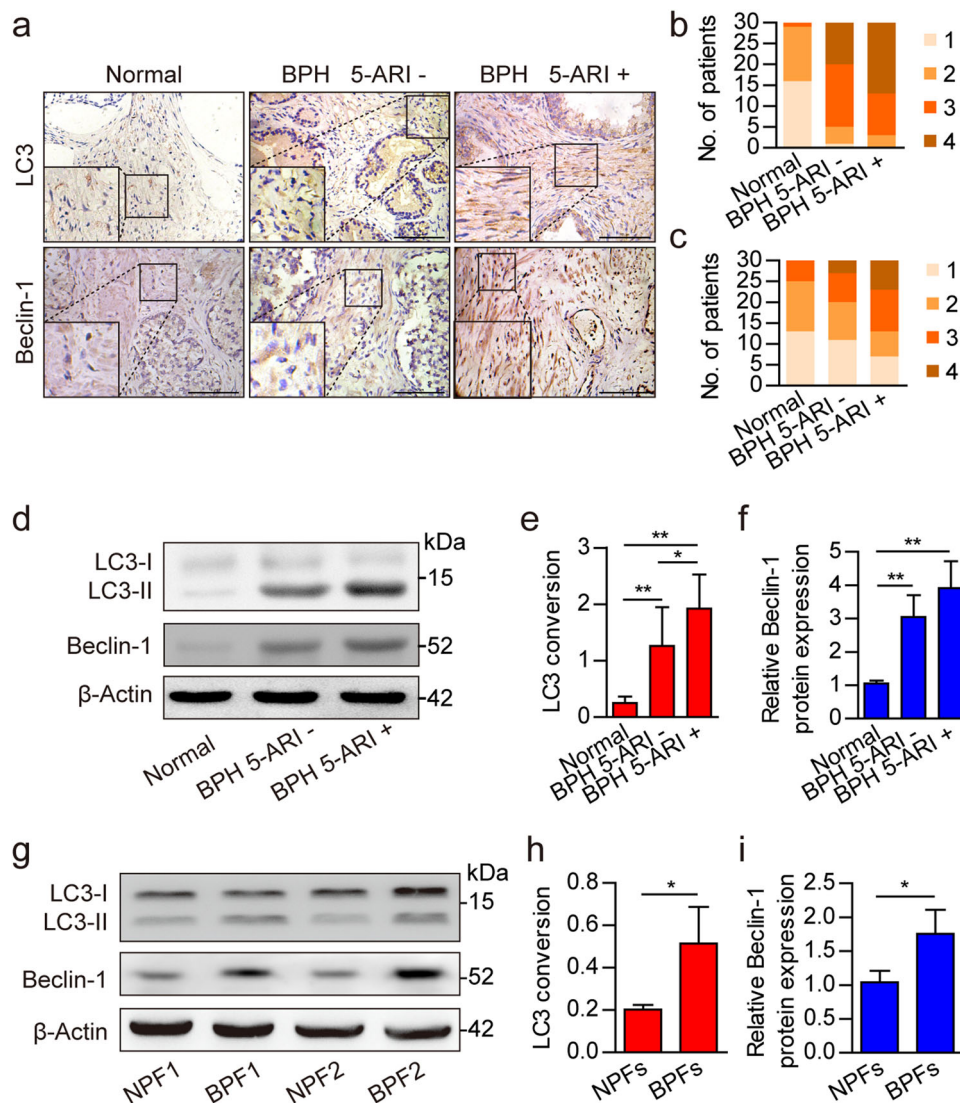 a
Normal
BPH 5-ARI -
BPH 5-ARI +
LC3
Beclin-1
b
No. of patients
30
25
20
15
10
5
0
Normal
BPH 5-ARI -
BPH 5-ARI +
1
2
3
4
c
No. of patients
30
25
20
15
10
5
0
Normal
BPH 5-ARI -
BPH 5-ARI +
1
2
3
4
d
kDa
LC3-I
LC3-II
15
Beclin-1
52
β-Actin
42
Normal
BPH 5-ARI -
BPH 5-ARI +
e
LC3 conversion
3
2
1
0
**
*
**
Normal
BPH 5-ARI -
BPH 5-ARI +
f
Relative Beclin-1
protein expression
5
4
3
2
1
0
**
**
Normal
BPH 5-ARI -
BPH 5-ARI +
g
kDa
LC3-I
LC3-II
15
Beclin-1
52
β-Actin
42
NPF1
BPF1
NPF2
BPF2
h
LC3 conversion
0.8
0.6
0.4
0.2
0.0
*
NPFs
BPFs
i
Relative Beclin-1
protein expression
2.5
2.0
1.5
1.0
0.5
0.0
*
NPFs
BPFs